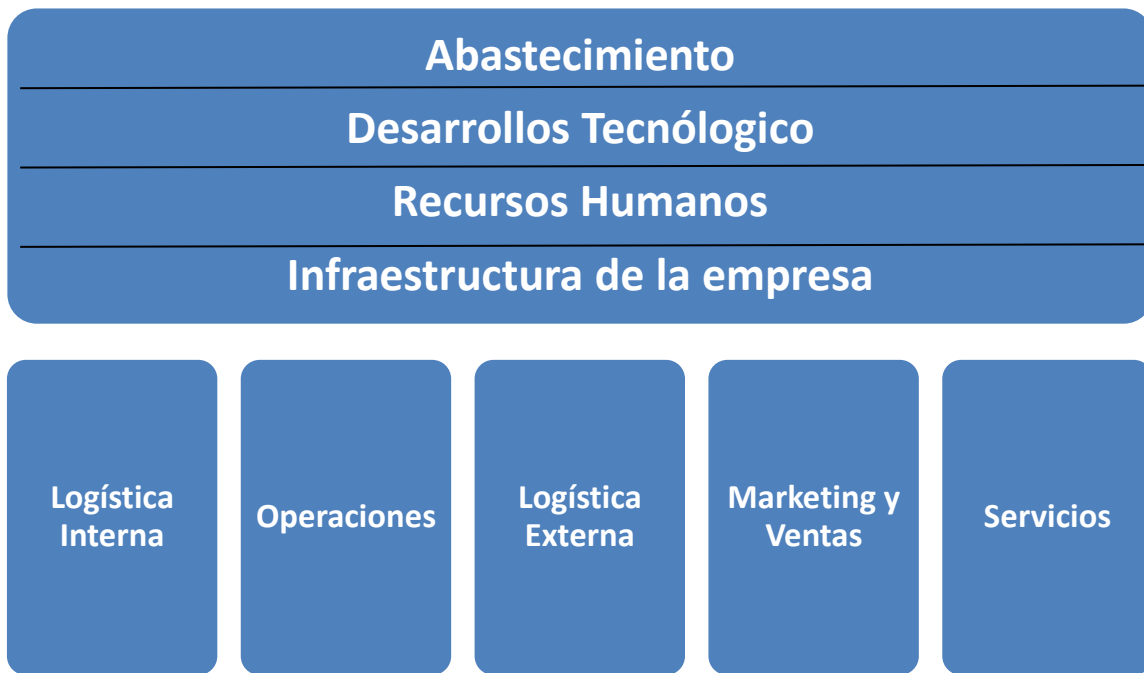 Abastecimiento
Desarrollos Tecnólogico
Recursos Humanos
Infraestructura de la empresa
Logística
Interna
Operaciones
Logística
Externa
Marketing y
Ventas
Servicios